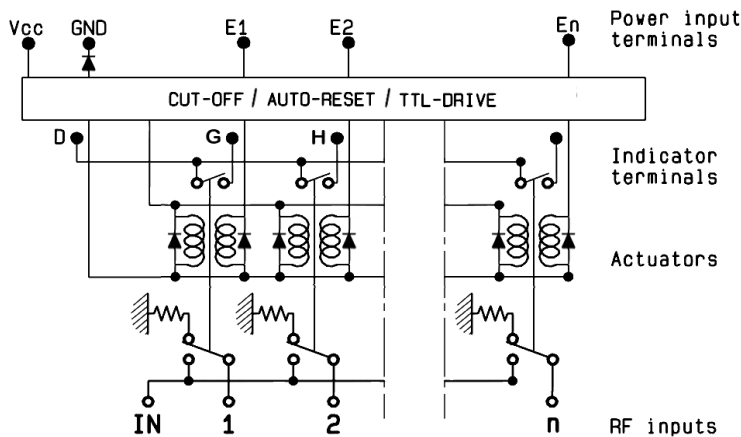 Vcc GND E1 E2 En Power input
terminals
CUT-OFF / AUTO-RESET / TTL-DRIVE
D G H Indicator
terminals
Actuators
IN 1 2 n RF inputs